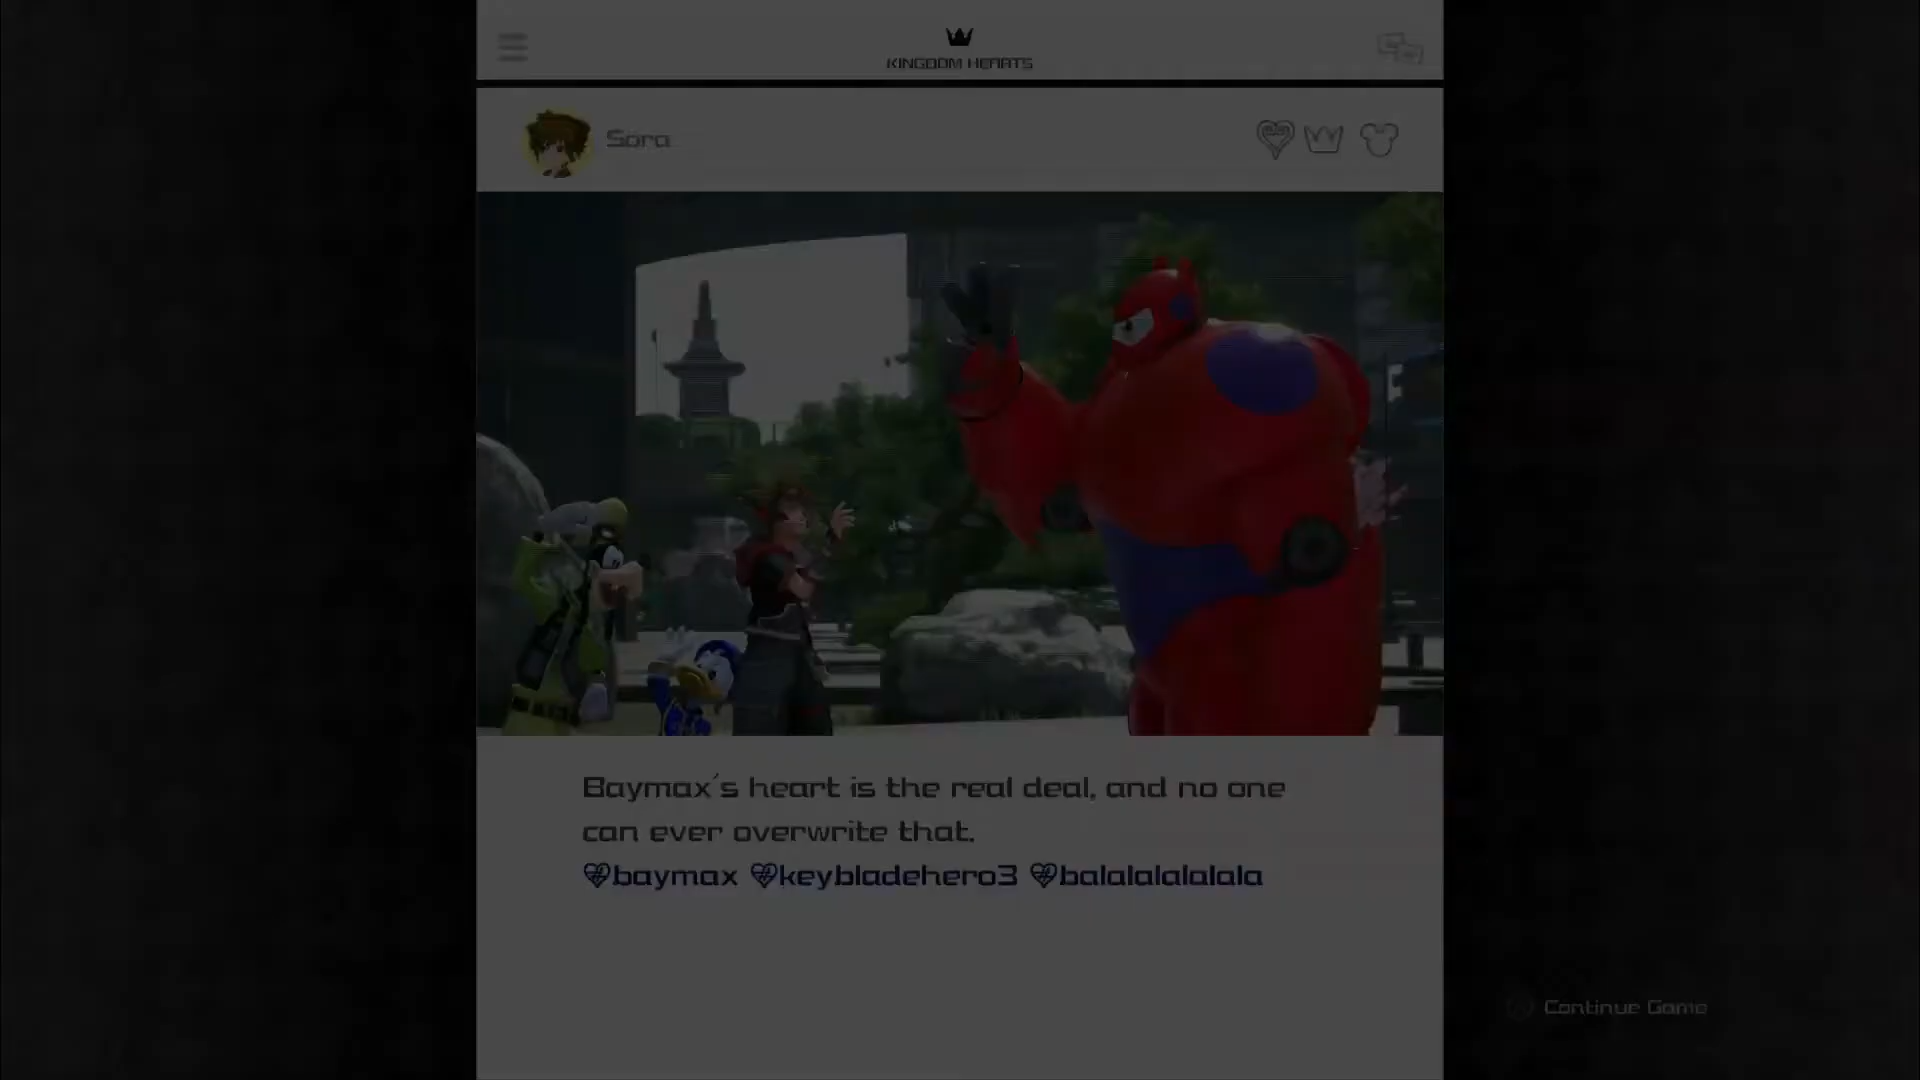 KINGDOM HEARTS
Sora
Baymax's heart is the real deal, and no one
can ever overwrite that.
baymax keybladehero3 balalalalalala
Continue Game